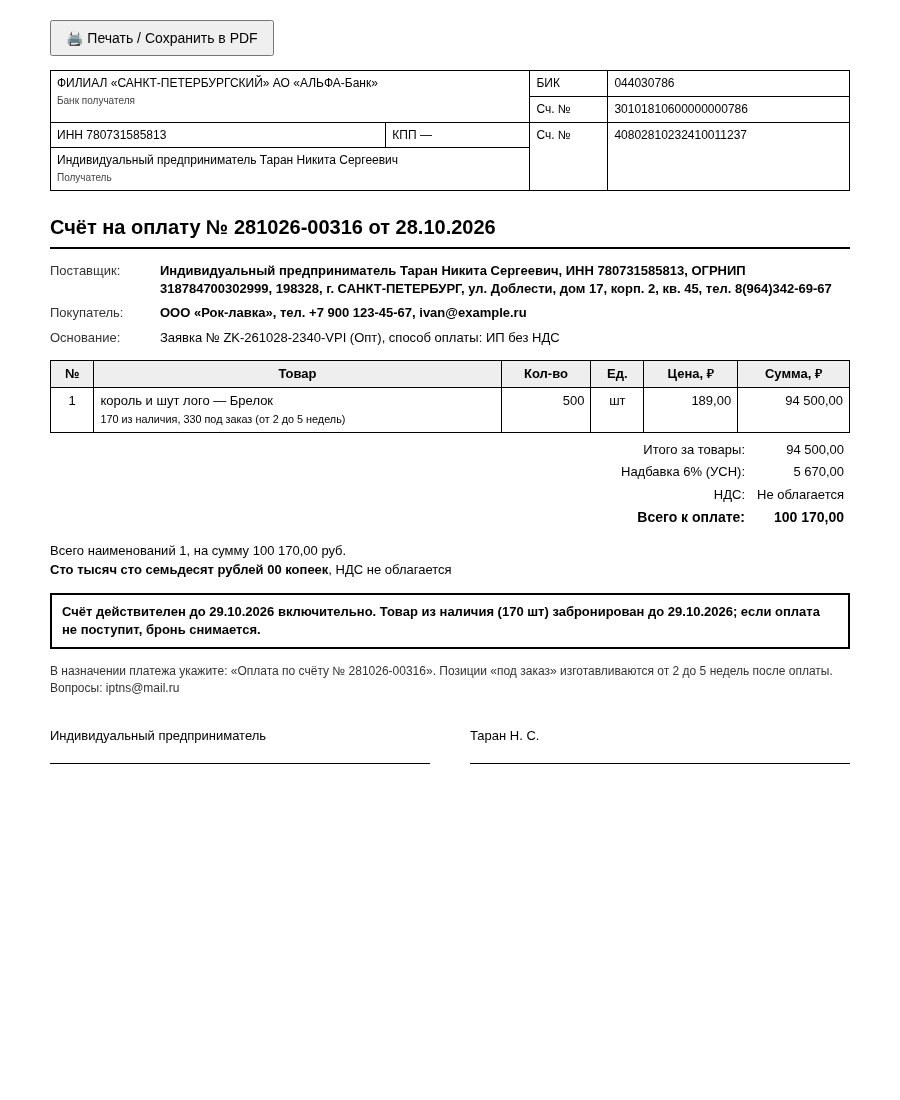 🖨️ Печать / Сохранить в PDF
ФИЛИАЛ «САНКТ-ПЕТЕРБУРГСКИЙ» АО «АЛЬФА-Банк»
Банк получателя
БИК 044030786
Сч. № 30101810600000000786
ИНН 780731585813 КПП —
Сч. № 40802810232410011237
Индивидуальный предприниматель Таран Никита Сергеевич
Получатель
Счёт на оплату № 281026-00316 от 28.10.2026
Поставщик: Индивидуальный предприниматель Таран Никита Сергеевич, ИНН 780731585813, ОГРНИП
318784700302999, 198328, г. САНКТ-ПЕТЕРБУРГ, ул. Доблести, дом 17, корп. 2, кв. 45, тел. 8(964)342-69-67
Покупатель: ООО «Рок-лавка», тел. +7 900 123-45-67, ivan@example.ru
Основание: Заявка № ZK-261028-2340-VPI (Опт), способ оплаты: ИП без НДС
№ Товар Кол-во Ед. Цена, ₽ Сумма, ₽
1 король и шут лого — Брелок 500 шт 189,00 94 500,00
170 из наличия, 330 под заказ (от 2 до 5 недель)
Итого за товары: 94 500,00
Надбавка 6% (УСН): 5 670,00
НДС: Не облагается
Всего к оплате: 100 170,00
Всего наименований 1, на сумму 100 170,00 руб.
Сто тысяч сто семьдесят рублей 00 копеек, НДС не облагается
Счёт действителен до 29.10.2026 включительно. Товар из наличия (170 шт) забронирован до 29.10.2026; если оплата
не поступит, бронь снимается.
В назначении платежа укажите: «Оплата по счёту № 281026-00316». Позиции «под заказ» изготавливаются от 2 до 5 недель после оплаты.
Вопросы: iptns@mail.ru
Индивидуальный предприниматель Таран Н. С.